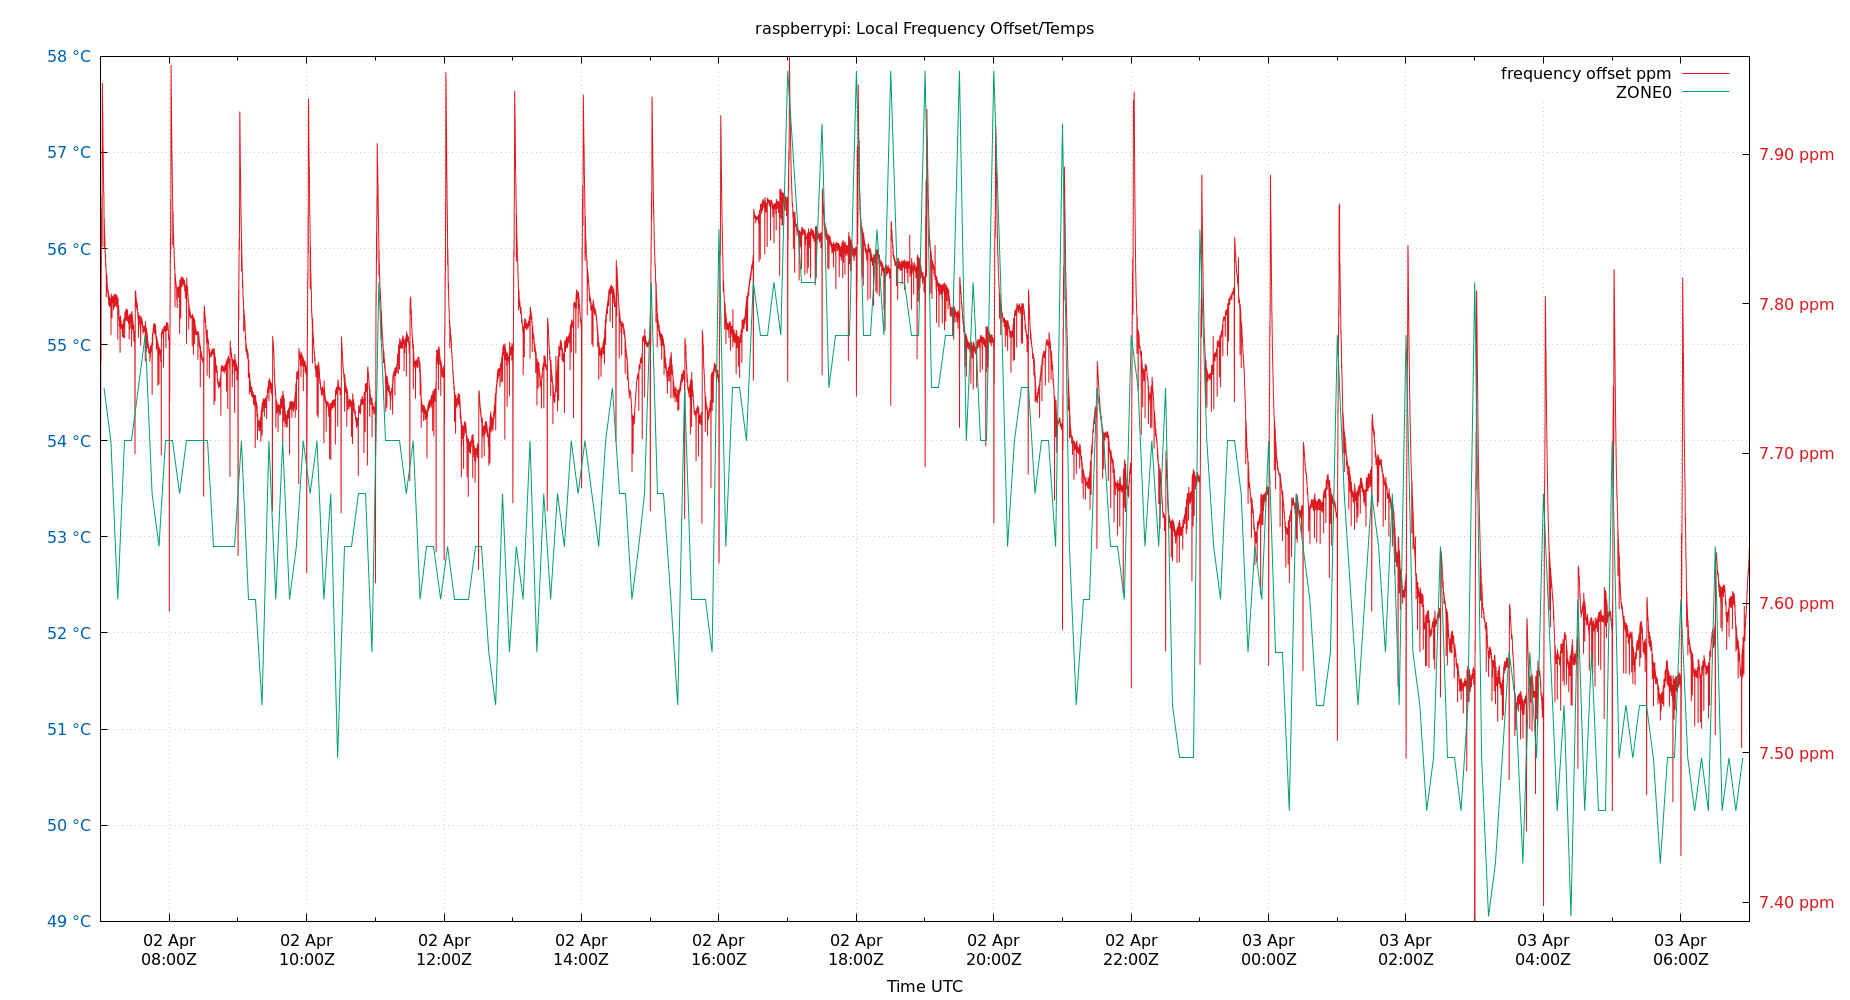 raspberrypi: Local Frequency Offset/Temps
frequency offset ppm
ZONE0
58 °C
57 °C
56 °C
55 °C
54 °C
53 °C
52 °C
51 °C
50 °C
49 °C
7.90 ppm
7.80 ppm
7.70 ppm
7.60 ppm
7.50 ppm
7.40 ppm
02 Apr 02 Apr 02 Apr 02 Apr 02 Apr 02 Apr 02 Apr 02 Apr 03 Apr 03 Apr 03 Apr 03 Apr
08:00Z 10:00Z 12:00Z 14:00Z 16:00Z 18:00Z 20:00Z 22:00Z 00:00Z 02:00Z 04:00Z 06:00Z
Time UTC